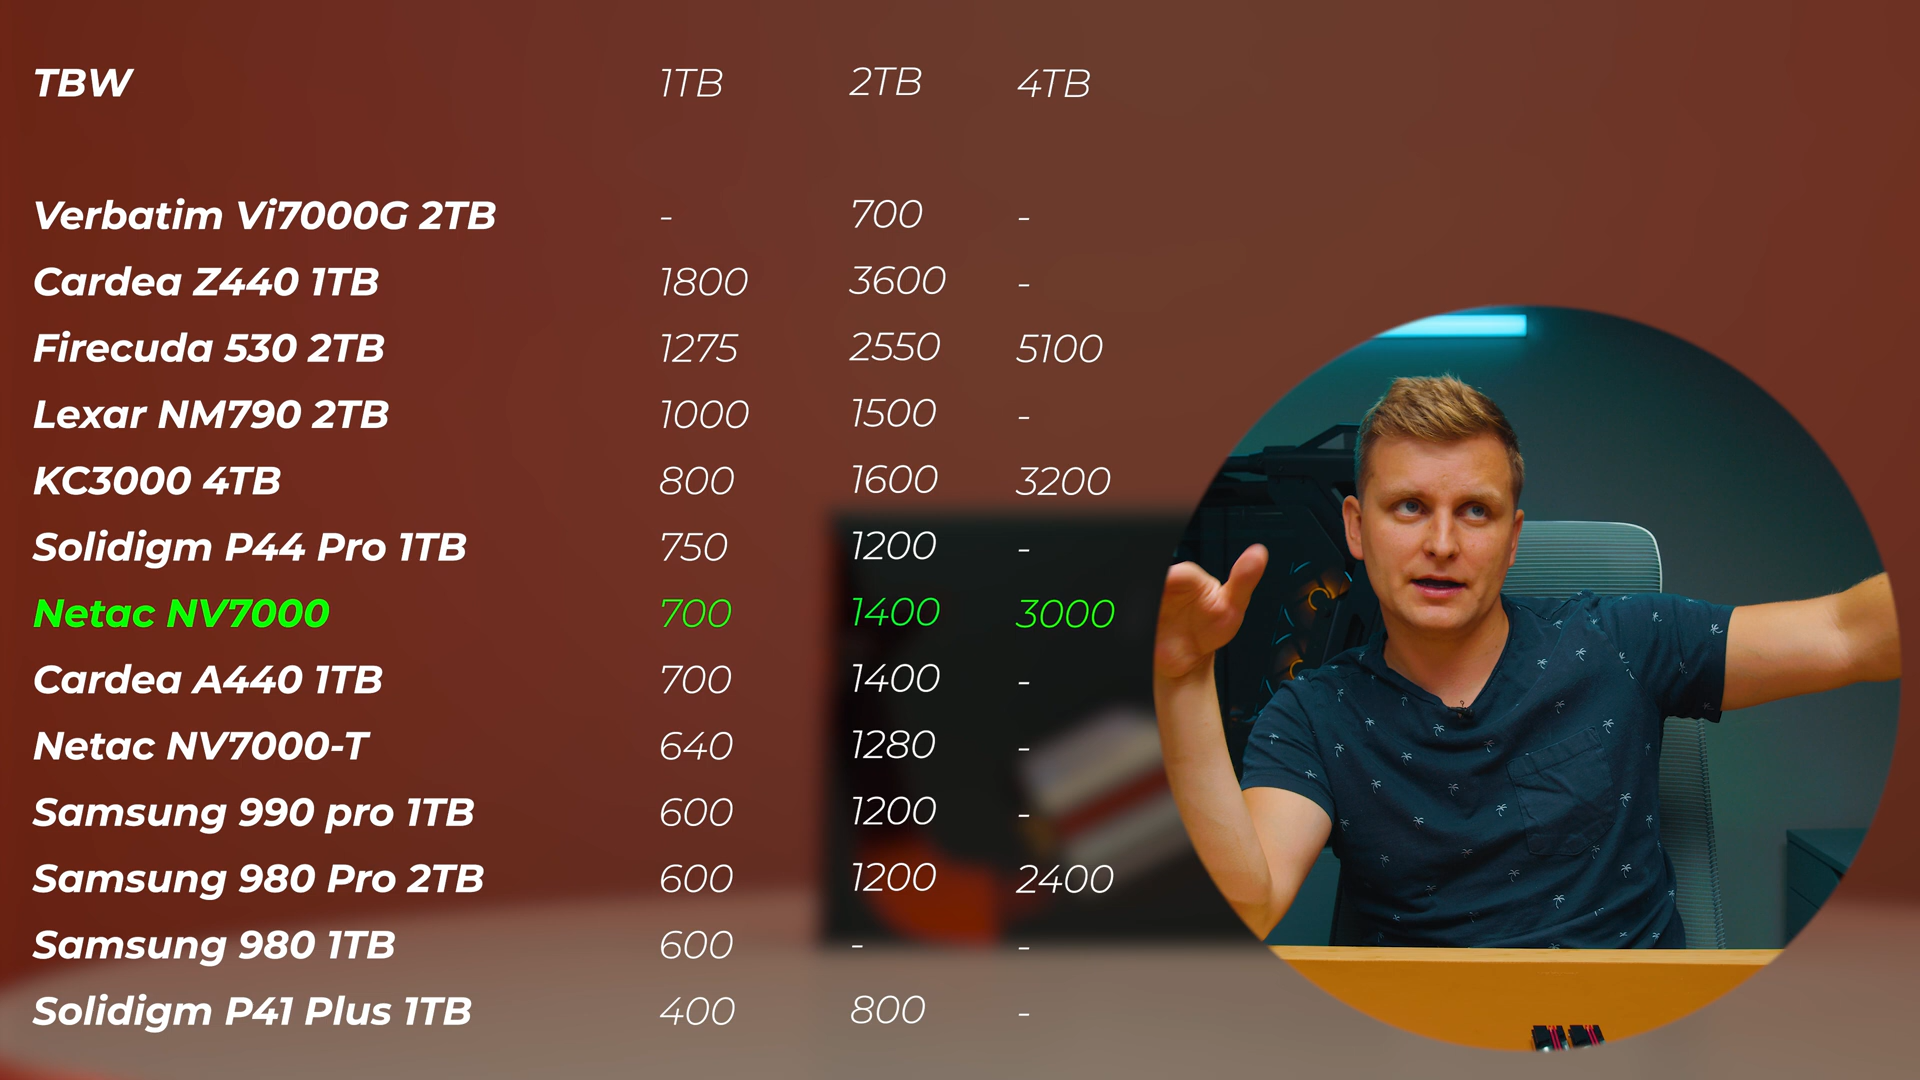 TBW 1TB 2TB 4TB
Verbatim Vi7000G 2TB - 700 -
Cardea Z440 1TB 1800 3600 -
Firecuda 530 2TB 1275 2550 5100
Lexar NM790 2TB 1000 1500 -
KC3000 4TB 800 1600 3200
Solidigm P44 Pro 1TB 750 1200 -
Netac NV7000 700 1400 3000
Cardea A440 1TB 700 1400 -
Netac NV7000-T 640 1280 -
Samsung 990 pro 1TB 600 1200 -
Samsung 980 Pro 2TB 600 1200 2400
Samsung 980 1TB 600 - -
Solidigm P41 Plus 1TB 400 800 -